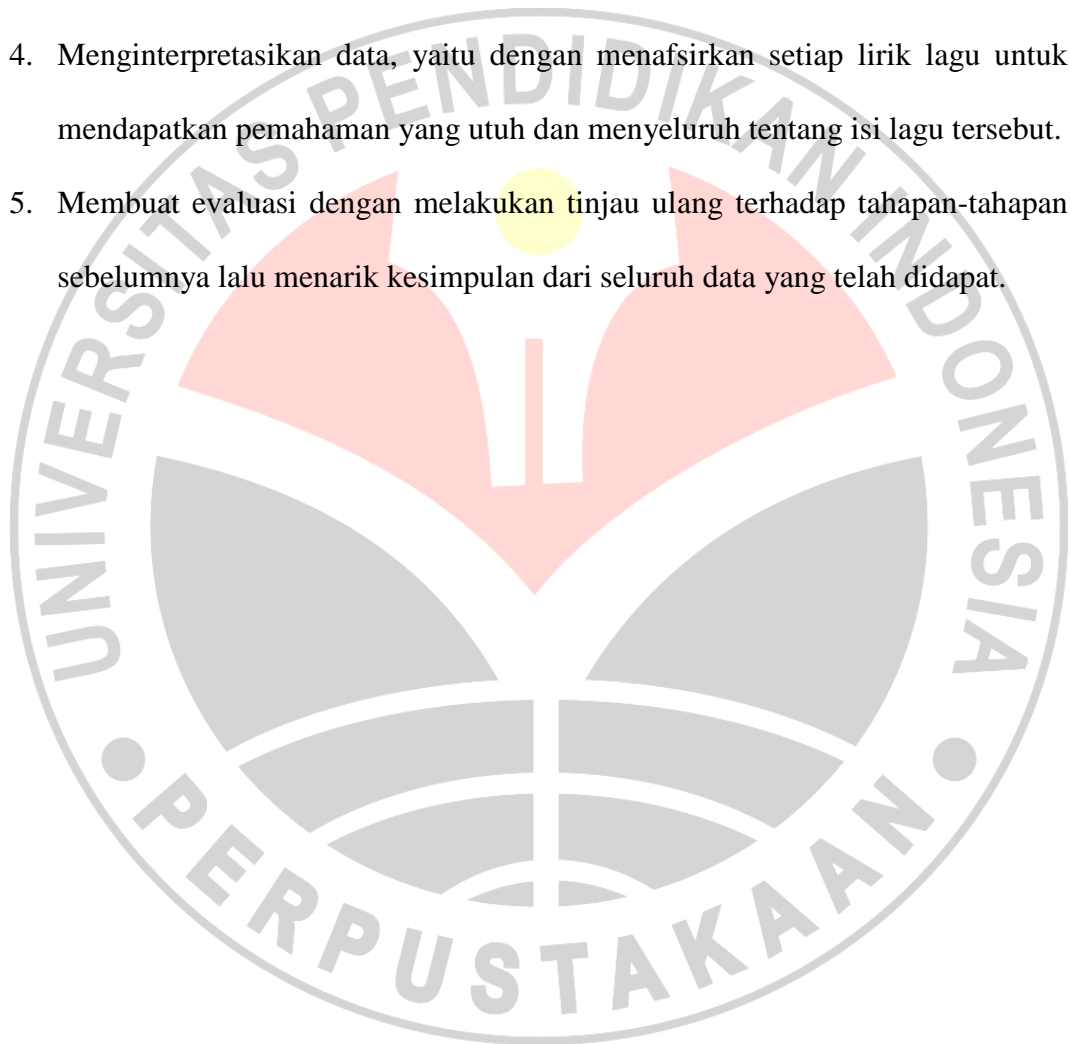 4. Menginterpretasikan data, yaitu dengan menafsirkan setiap lirik lagu untuk
mendapatkan pemahaman yang utuh dan menyeluruh tentang isi lagu tersebut.
5. Membuat evaluasi dengan melakukan tinjau ulang terhadap tahapan-tahapan
sebelumnya lalu menarik kesimpulan dari seluruh data yang telah didapat.
UNIVERSITAS PENDIDIKAN INDONESIA
PERPUSTAKAAN